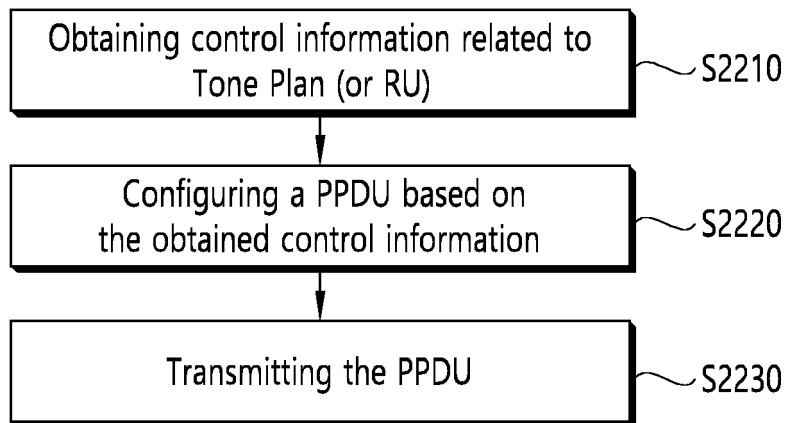 Obtaining control information related to
Tone Plan (or RU)
S2210
Configuring a PPDU based on
the obtained control information
S2220
Transmitting the PPDU
S2230